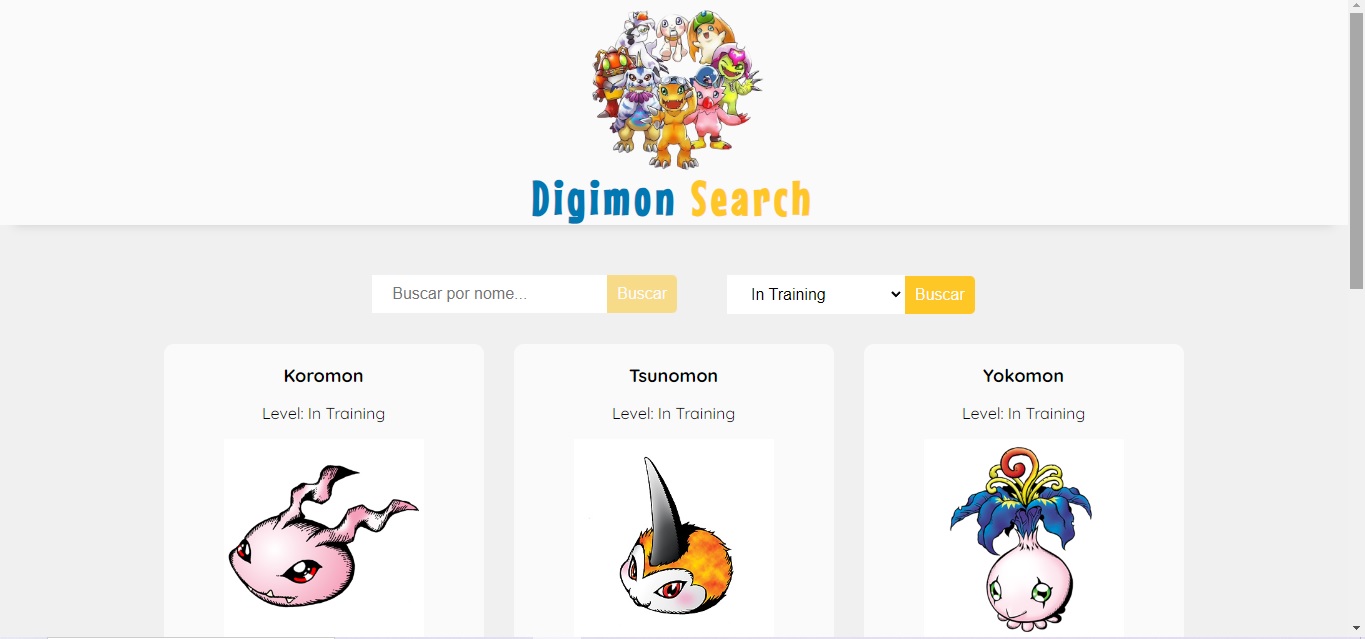 Digimon Search
Buscar por nome... Buscar In Training Buscar
Koromon Tsunomon Yokomon
Level: In Training Level: In Training Level: In Training